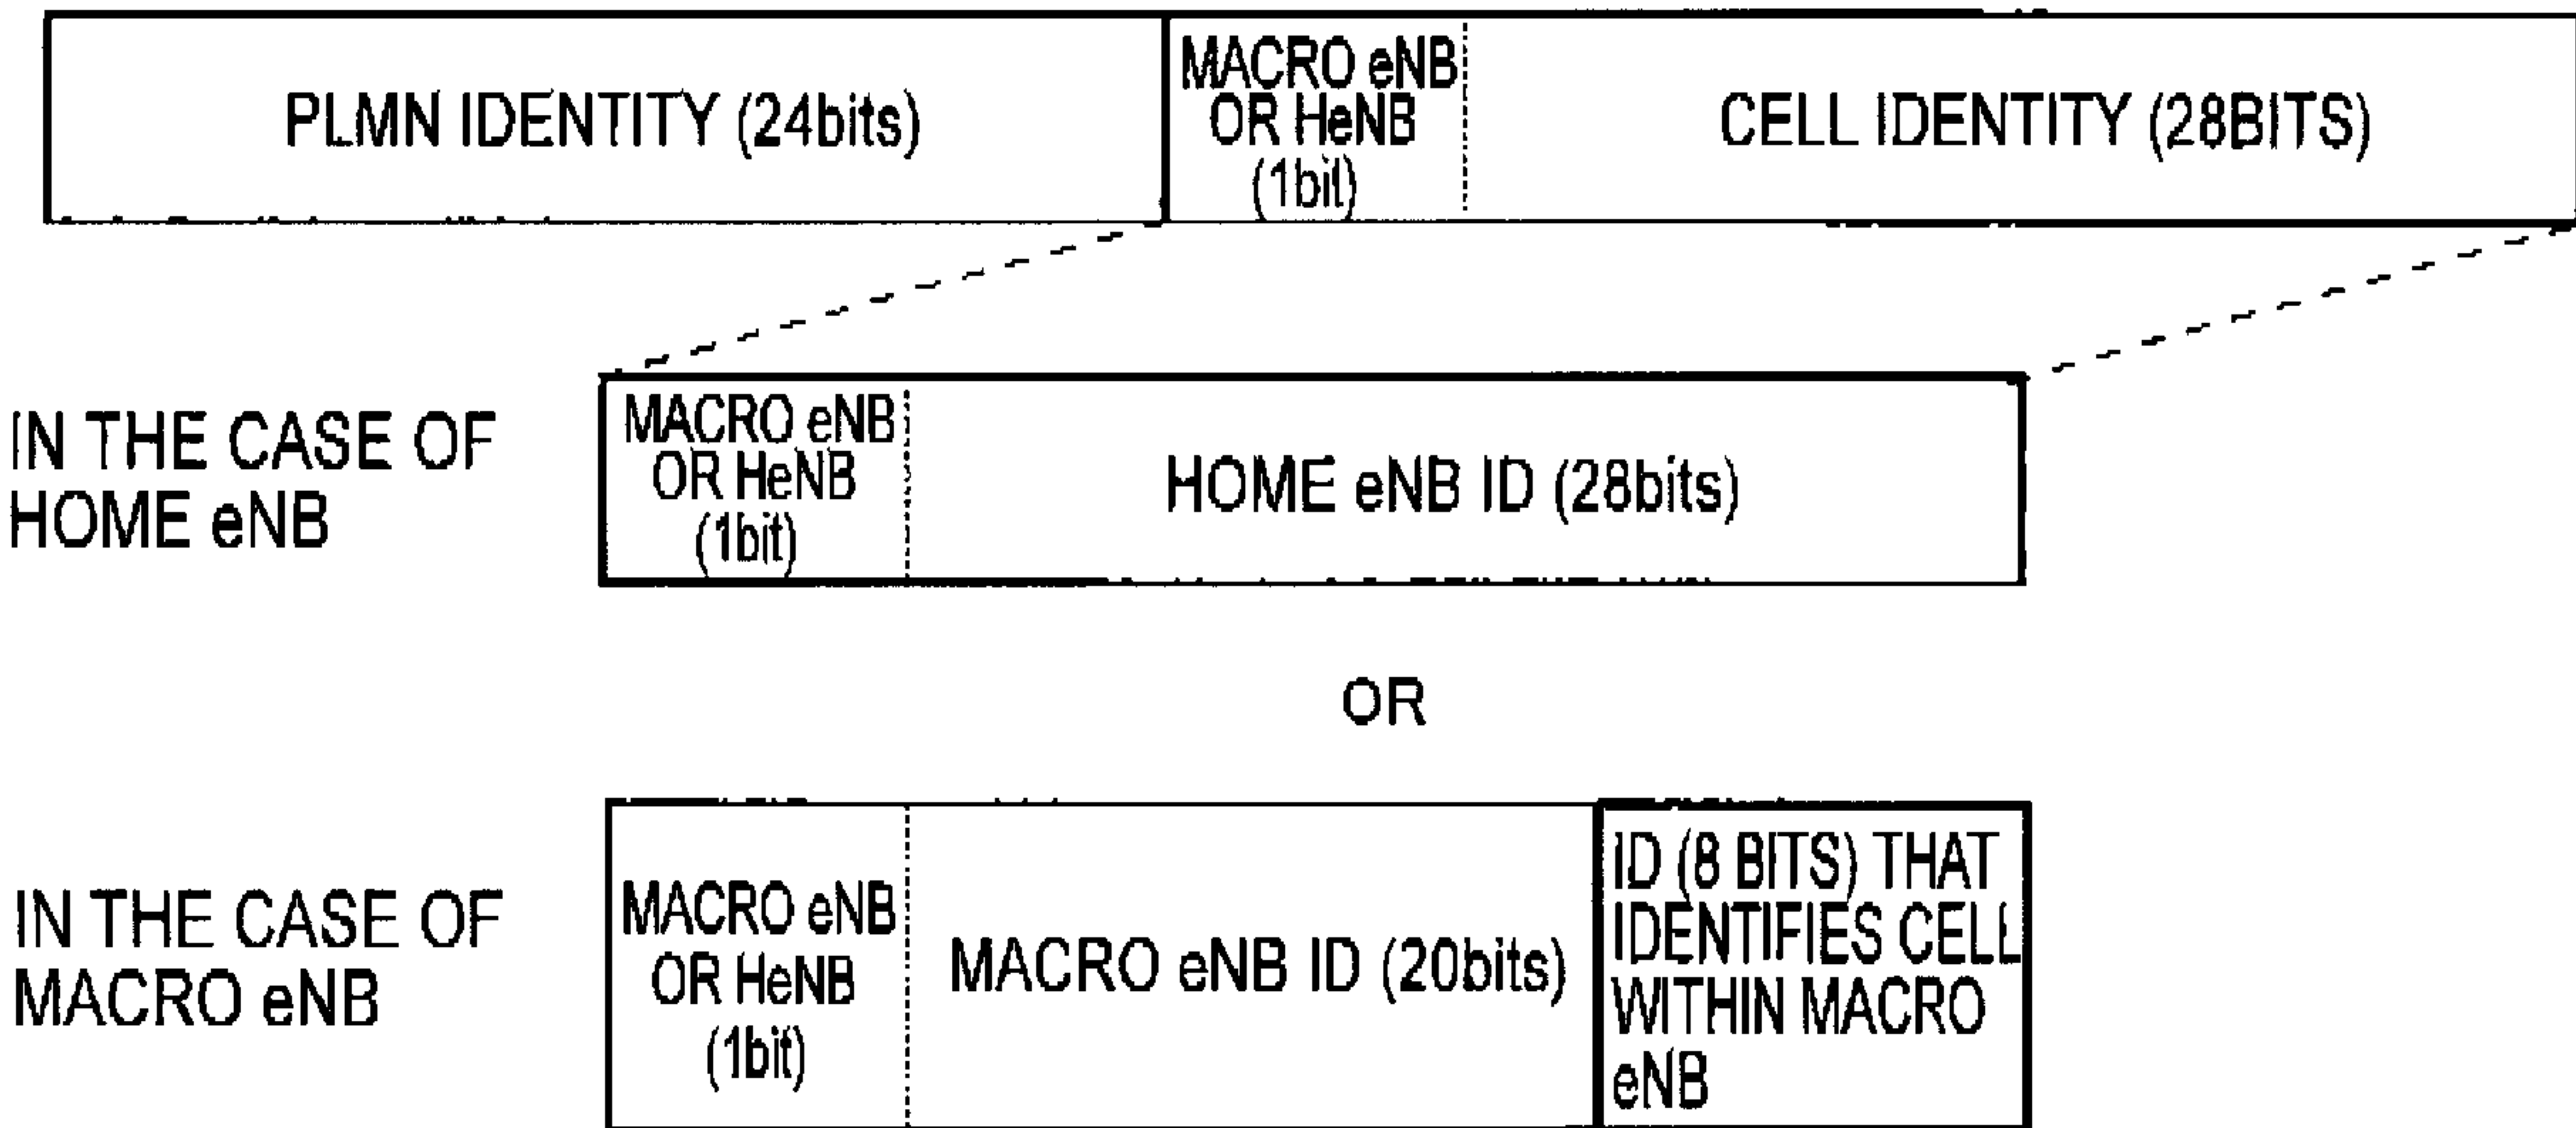 PLMN IDENTITY (24bits)
MACRO eNB
OR HeNB
(1bit)
CELL IDENTITY (28BITS)
IN THE CASE OF
HOME eNB
MACRO eNB
OR HeNB
(1bit)
HOME eNB ID (28bits)
OR
IN THE CASE OF
MACRO eNB
MACRO eNB
OR HeNB
(1bit)
MACRO eNB ID (20bits)
ID (8 BITS) THAT
IDENTIFIES CELL
WITHIN MACRO
eNB